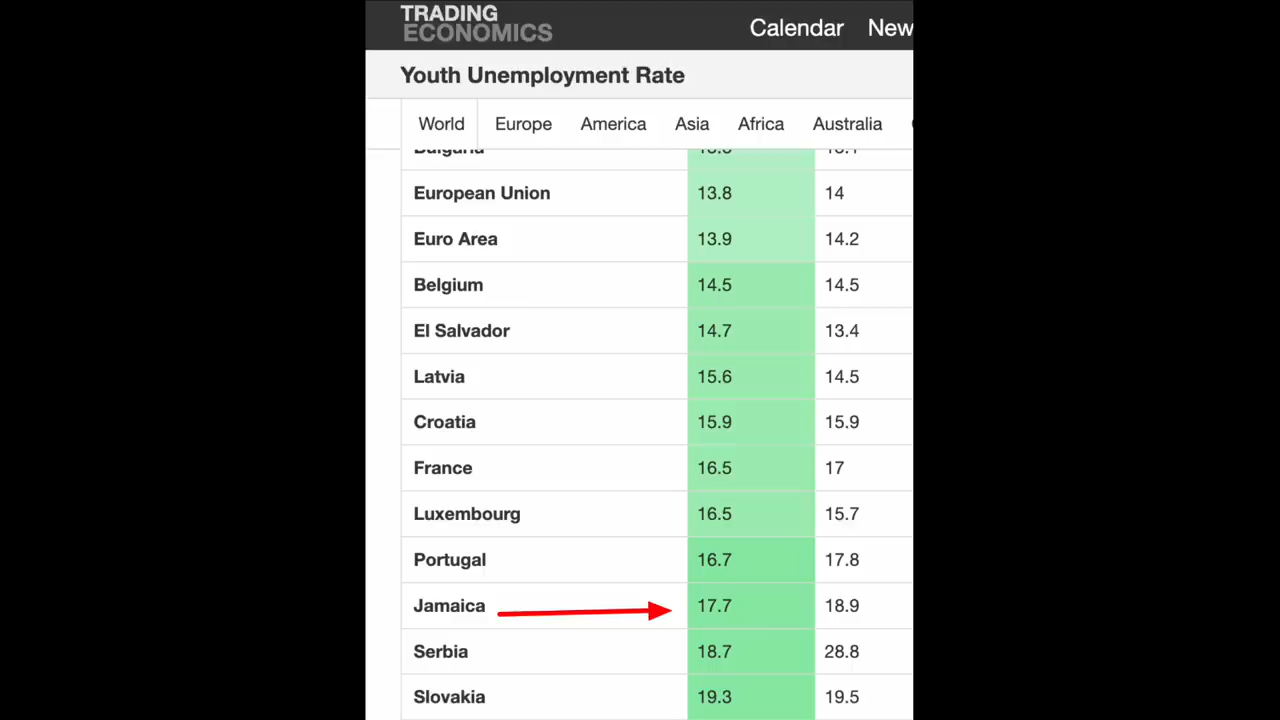 TRADING
ECONOMICS
Calendar New
Youth Unemployment Rate
World Europe America Asia Africa Australia
European Union 13.8 14
Euro Area 13.9 14.2
Belgium 14.5 14.5
El Salvador 14.7 13.4
Latvia 15.6 14.5
Croatia 15.9 15.9
France 16.5 17
Luxembourg 16.5 15.7
Portugal 16.7 17.8
Jamaica 17.7 18.9
Serbia 18.7 28.8
Slovakia 19.3 19.5